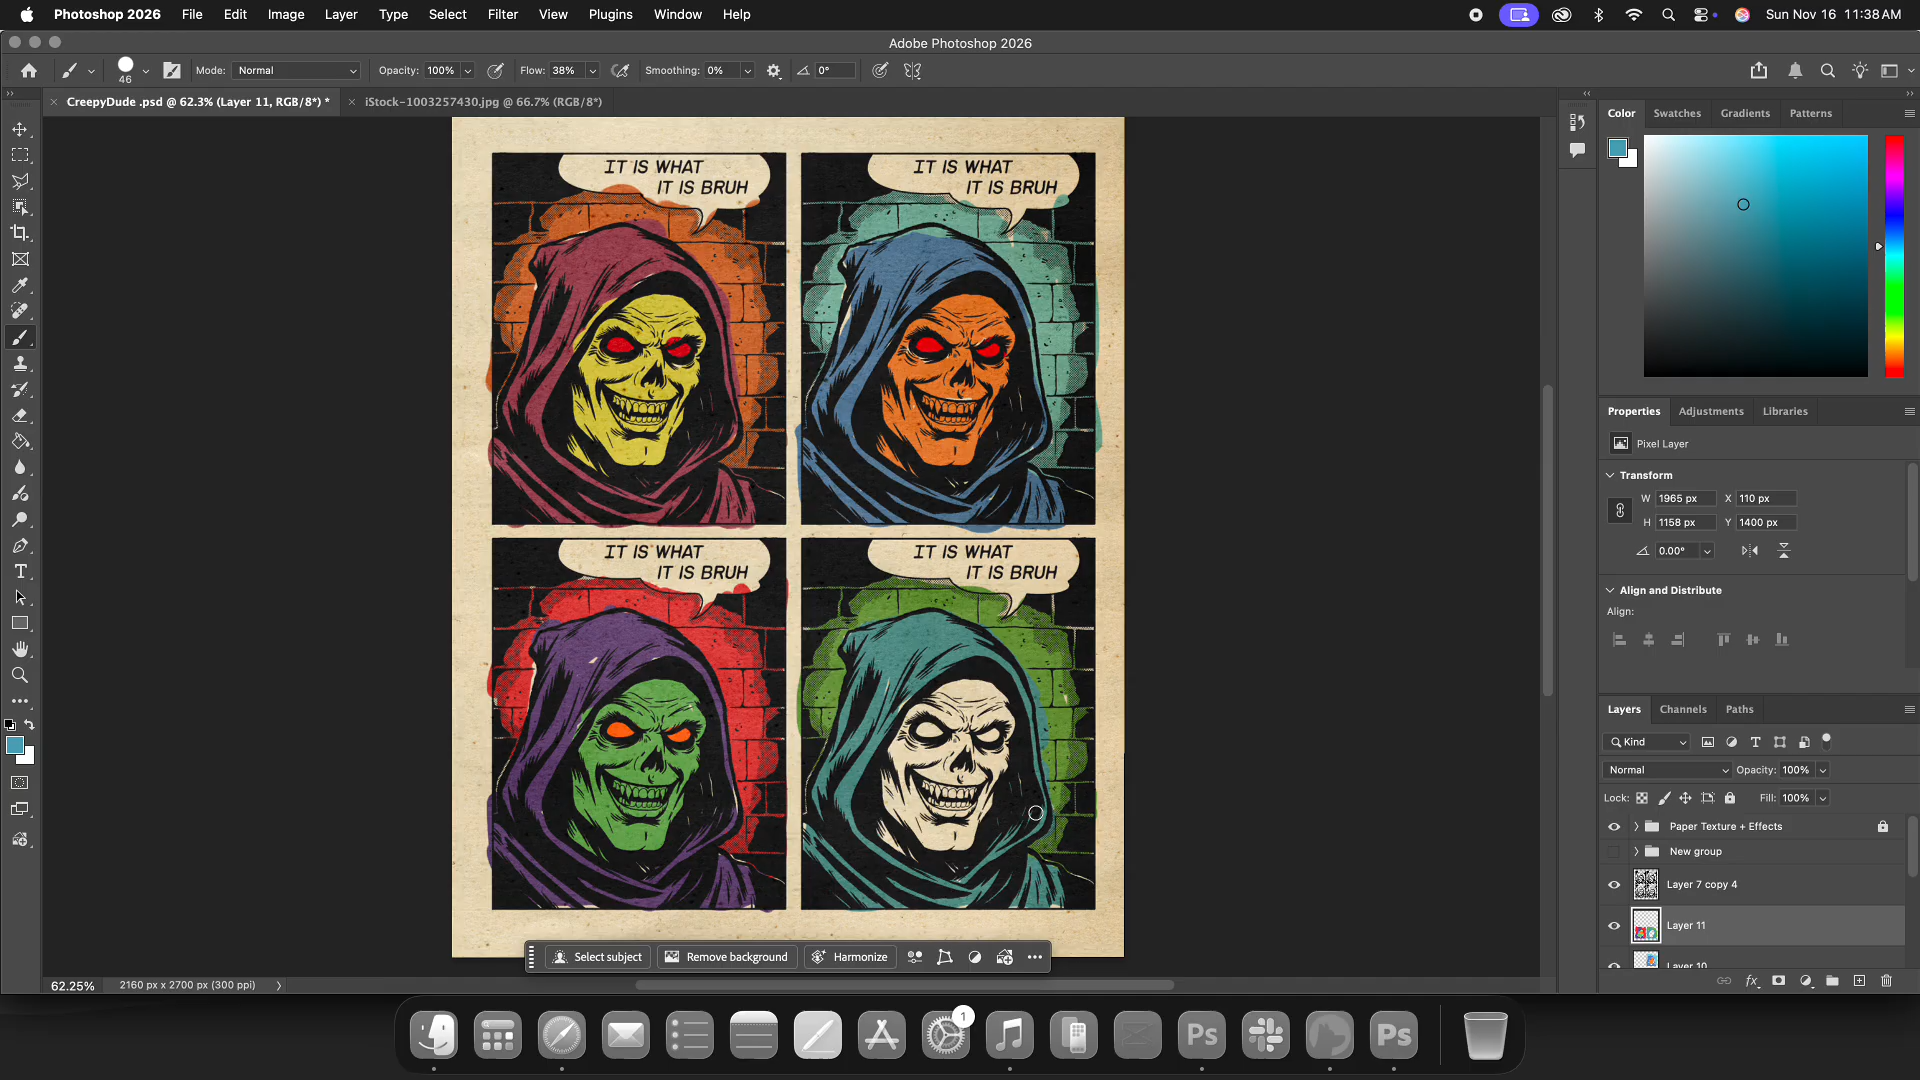 Photoshop 2026 File Edit Image Layer Type Select Filter View Plugins Window Help Sun Nov 16 11:38 AM
Adobe Photoshop 2026
46 Mode: Normal Opacity: 100% Flow: 38% Smoothing: 0% 0°
CreepyDude .psd @ 62.3% (Layer 11, RGB/8*) * iStock-1003257430.jpg @ 66.7% (RGB/8*)
IT IS WHAT
IT IS BRUH
IT IS WHAT
IT IS BRUH
IT IS WHAT
IT IS BRUH
IT IS WHAT
IT IS BRUH
Select subject Remove background Harmonize
62.25% 2160 px x 2700 px (300 ppi)
Color Swatches Gradients Patterns
Properties Adjustments Libraries
Pixel Layer
Transform
W 1965 px X 110 px
H 1158 px Y 1400 px
0.00°
Align and Distribute
Align:
Layers Channels Paths
Kind
Normal Opacity: 100%
Lock: Fill: 100%
Paper Texture + Effects
New group
Layer 7 copy 4
Layer 11
Layer 10
1
Ps Ps